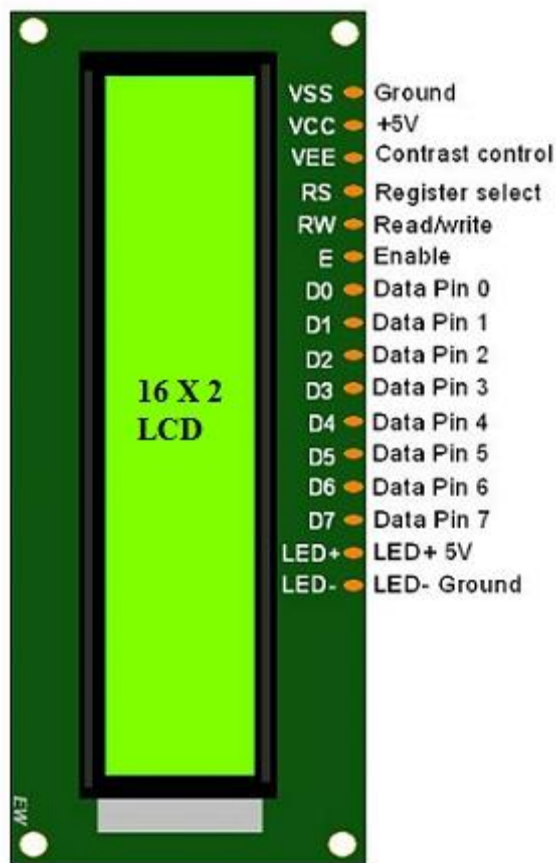 VSS Ground
VCC +5V
VEE Contrast control
RS Register select
RW Read/write
E Enable
D0 Data Pin 0
D1 Data Pin 1
D2 Data Pin 2
D3 Data Pin 3
D4 Data Pin 4
D5 Data Pin 5
D6 Data Pin 6
D7 Data Pin 7
LED+ LED+ 5V
LED- LED- Ground
16 X 2
LCD
EW